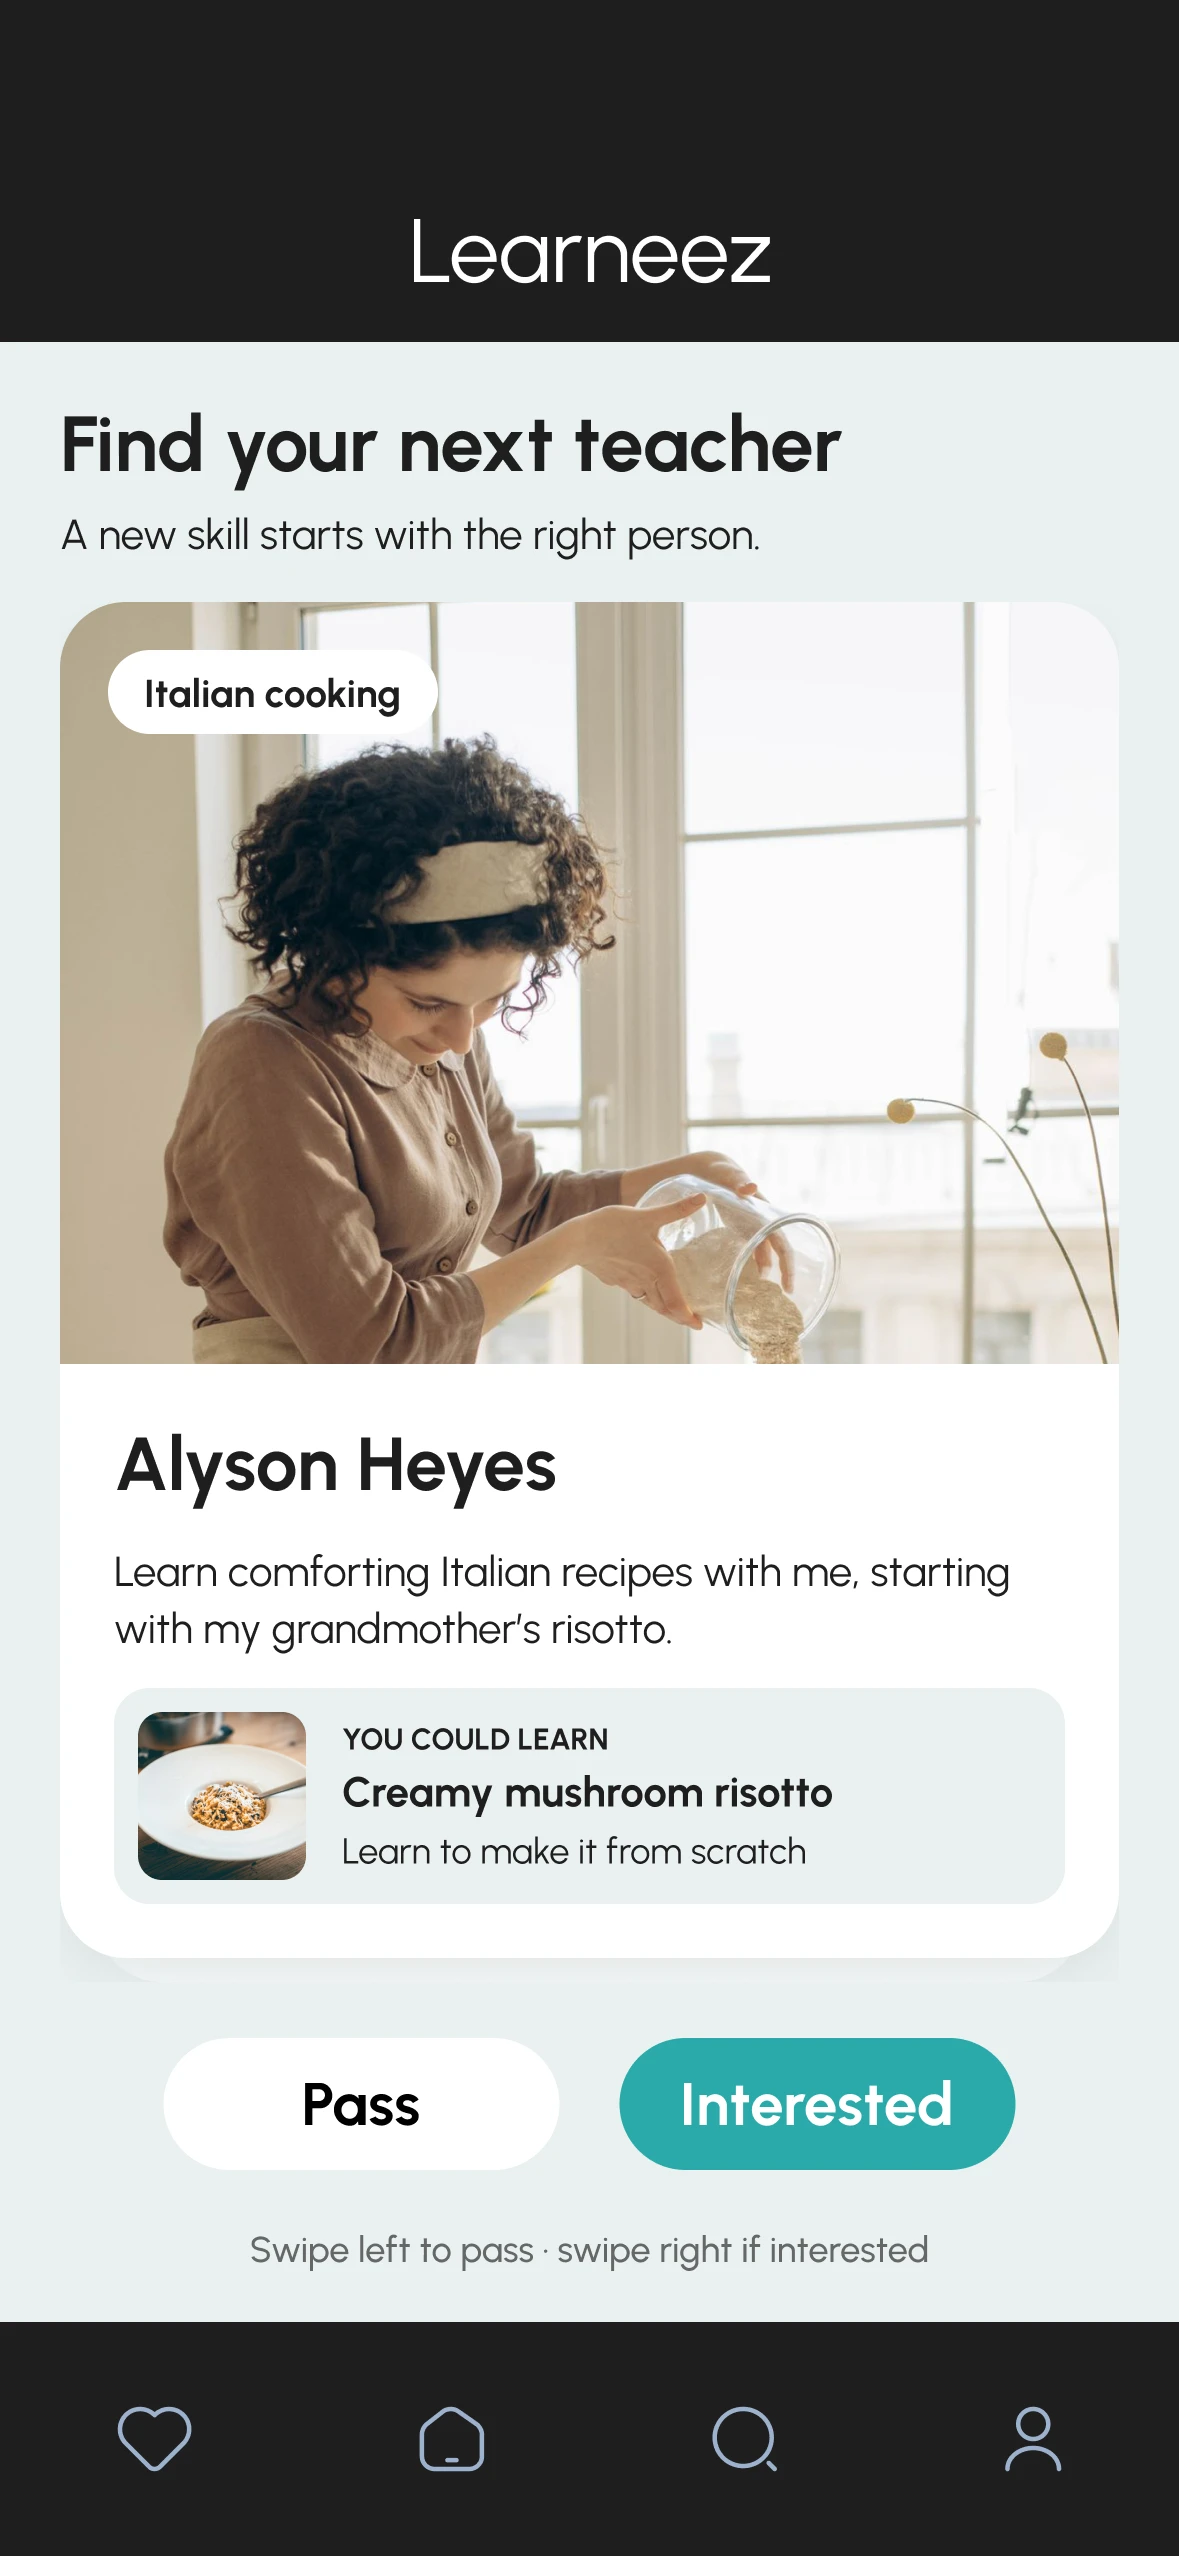 Learneez
Find your next teacher
A new skill starts with the right person.
Italian cooking
Alyson Heyes
Learn comforting Italian recipes with me, starting
with my grandmother’s risotto.
YOU COULD LEARN
Creamy mushroom risotto
Learn to make it from scratch
Pass
Interested
Swipe left to pass · swipe right if interested